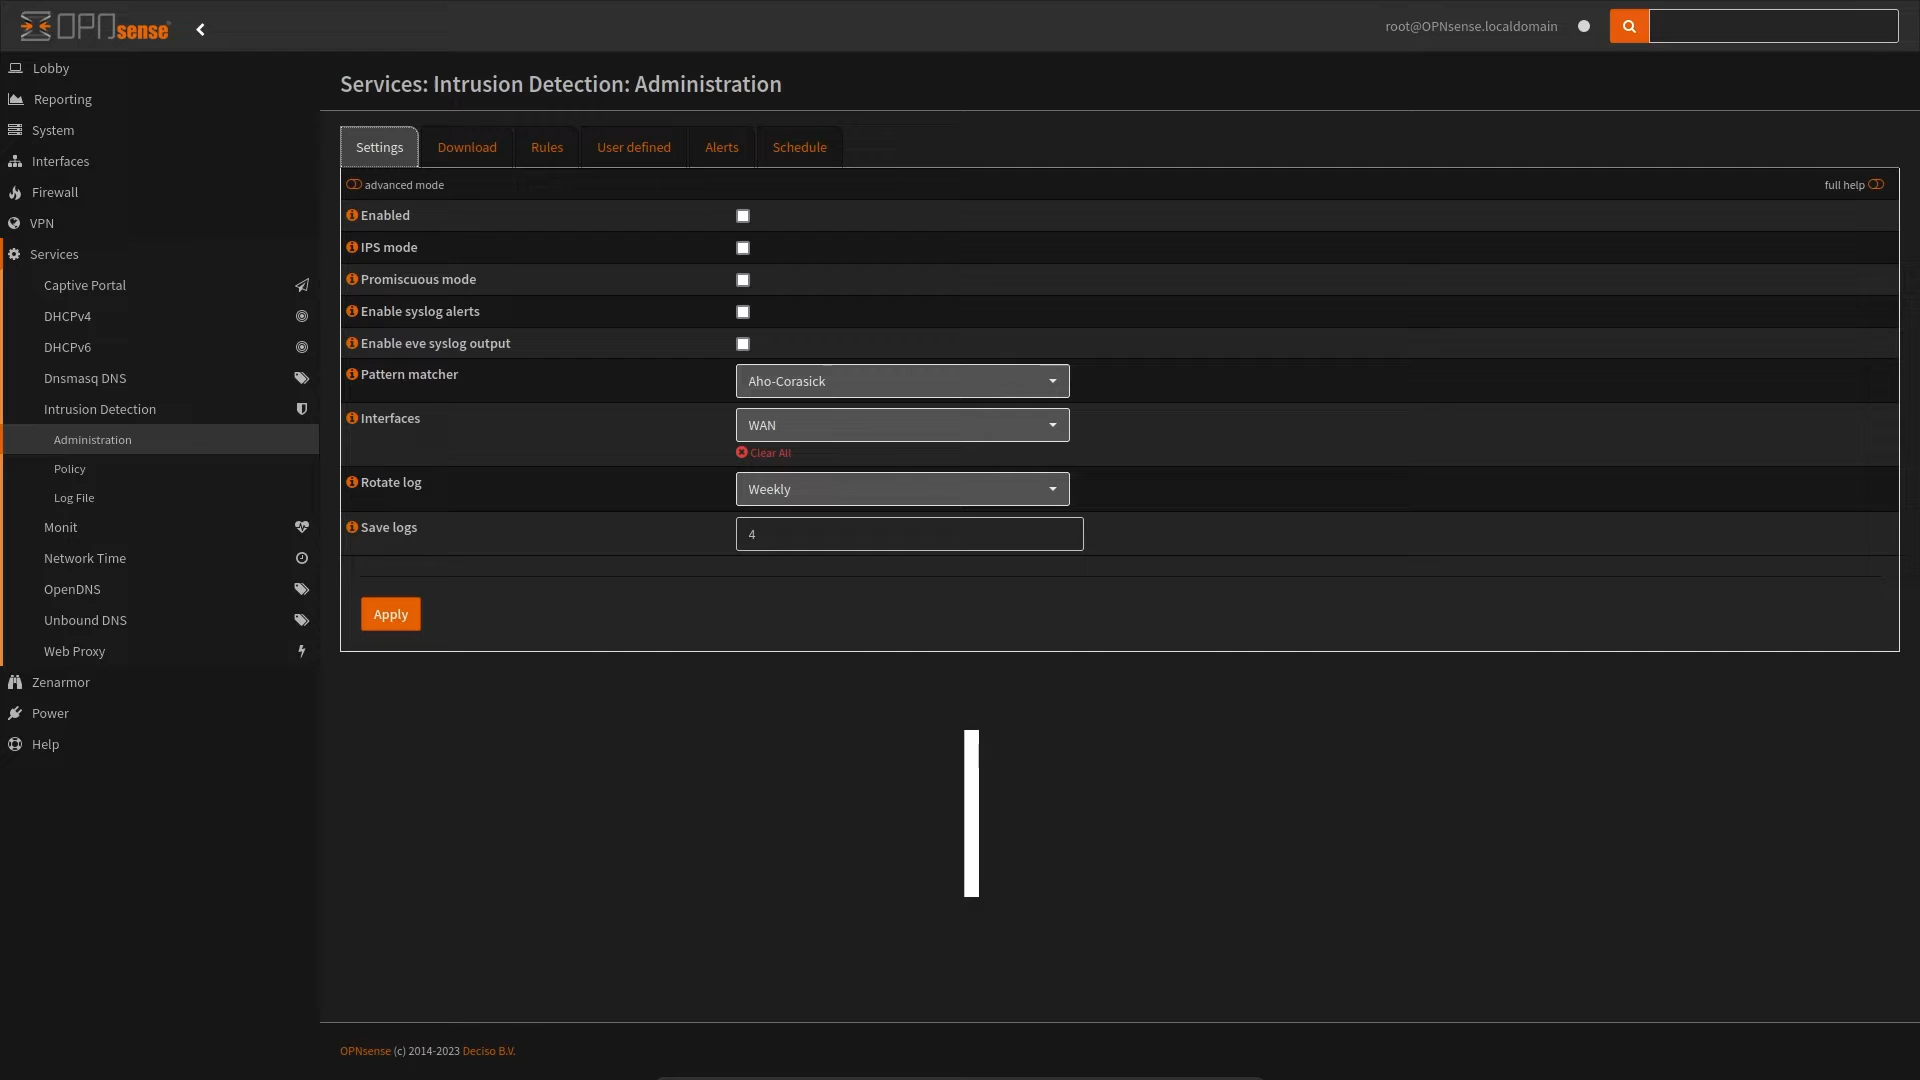 OPNsense
root@OPNsense.localdomain
Lobby
Reporting
System
Interfaces
Firewall
VPN
Services
Captive Portal
DHCPv4
DHCPv6
Dnsmasq DNS
Intrusion Detection
Administration
Policy
Log File
Monit
Network Time
OpenDNS
Unbound DNS
Web Proxy
Zenarmor
Power
Help
Services: Intrusion Detection: Administration
Settings Download Rules User defined Alerts Schedule
advanced mode full help
Enabled
IPS mode
Promiscuous mode
Enable syslog alerts
Enable eve syslog output
Pattern matcher Aho-Corasick
Interfaces WAN
Clear All
Rotate log Weekly
Save logs 4
Apply
OPNsense (c) 2014-2023 Deciso B.V.